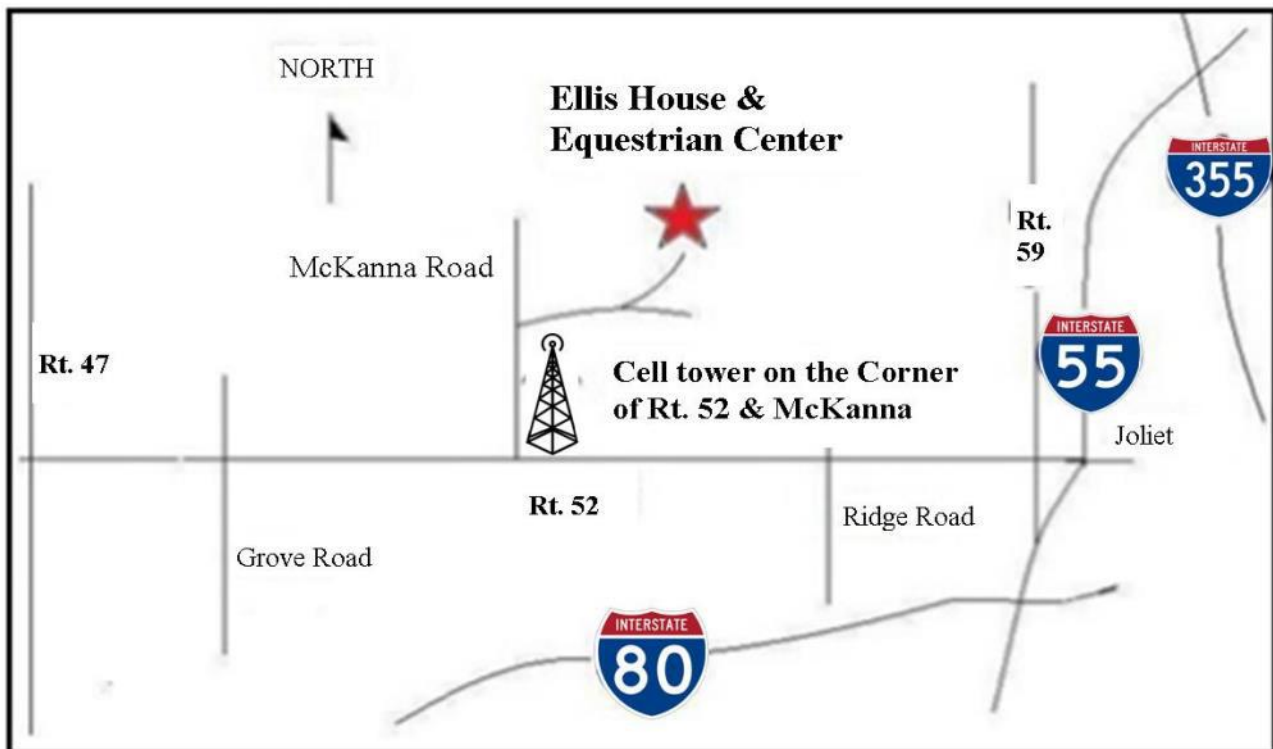 NORTH
Ellis House &
Equestrian Center
INTERSTATE
355
Rt.
59
McKanna Road
INTERSTATE
55
Rt. 47
Cell tower on the Corner
of Rt. 52 & McKanna
Joliet
Rt. 52
Ridge Road
Grove Road
INTERSTATE
80